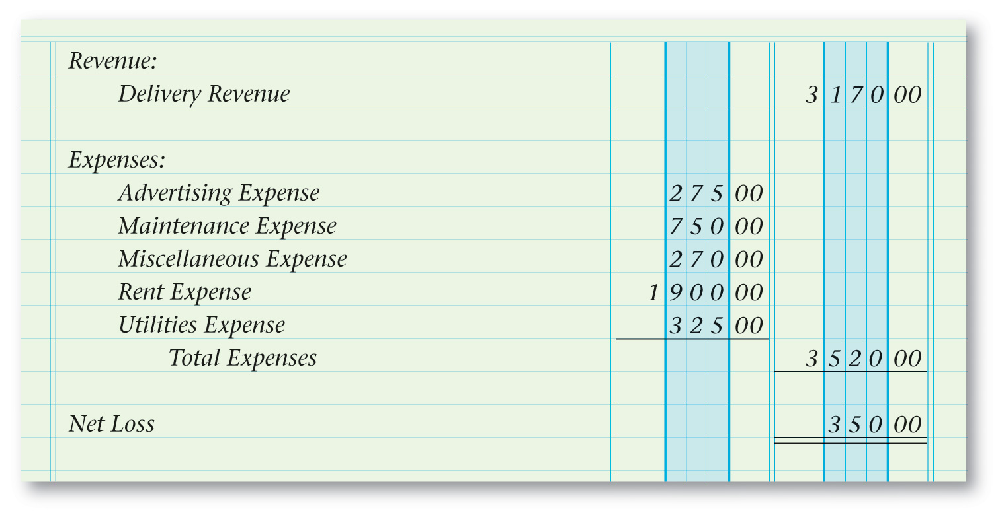 Revenue:
Delivery Revenue 3 1 7 0 00
Expenses:
Advertising Expense 2 7 5 00
Maintenance Expense 7 5 0 00
Miscellaneous Expense 2 7 0 00
Rent Expense 1 9 0 0 00
Utilities Expense 3 2 5 00
Total Expenses 3 5 2 0 00
Net Loss 3 5 0 00